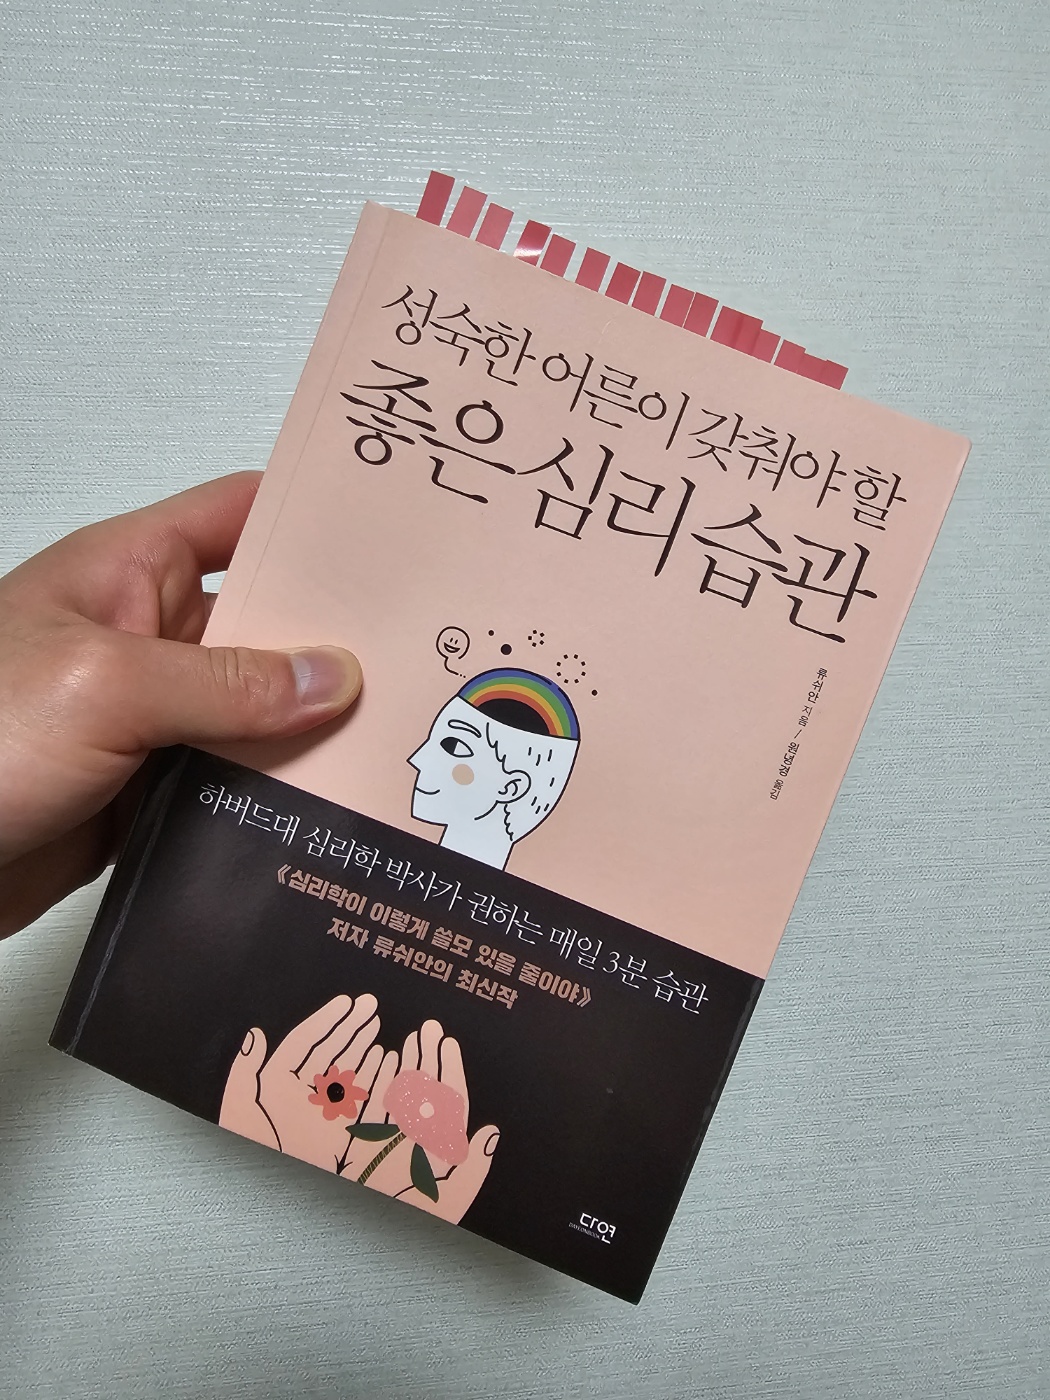 성숙한 어른이 갖춰야 할
좋은 심리 습관
류쉬안 지음 / 원녕경 옮김
하버드대 심리학 박사가 권하는 매일 3분 습관
《심리학이 이렇게 쓸모 있을 줄이야》
저자 류쉬안의 최신작
다연
DAYEONBOOK